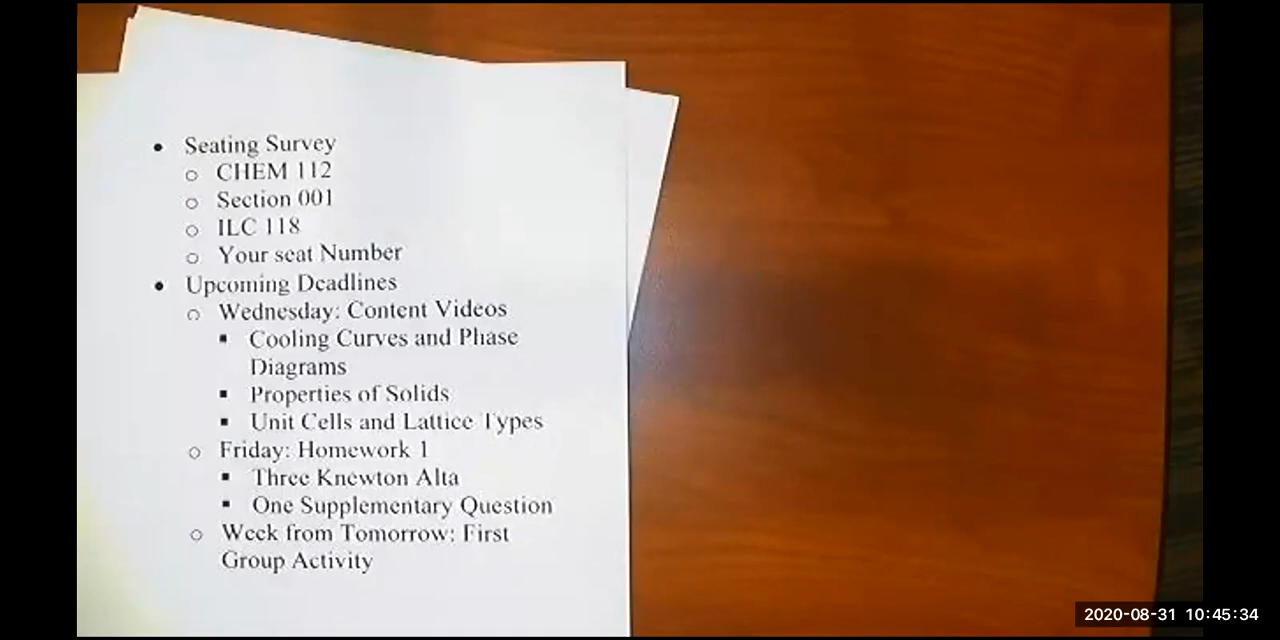 • Seating Survey
o CHEM 112
o Section 001
o ILC 118
o Your seat Number
• Upcoming Deadlines
o Wednesday: Content Videos
▪ Cooling Curves and Phase
Diagrams
▪ Properties of Solids
▪ Unit Cells and Lattice Types
o Friday: Homework 1
▪ Three Knewton Alta
▪ One Supplementary Question
o Week from Tomorrow: First
Group Activity
2020-08-31 10:45:34